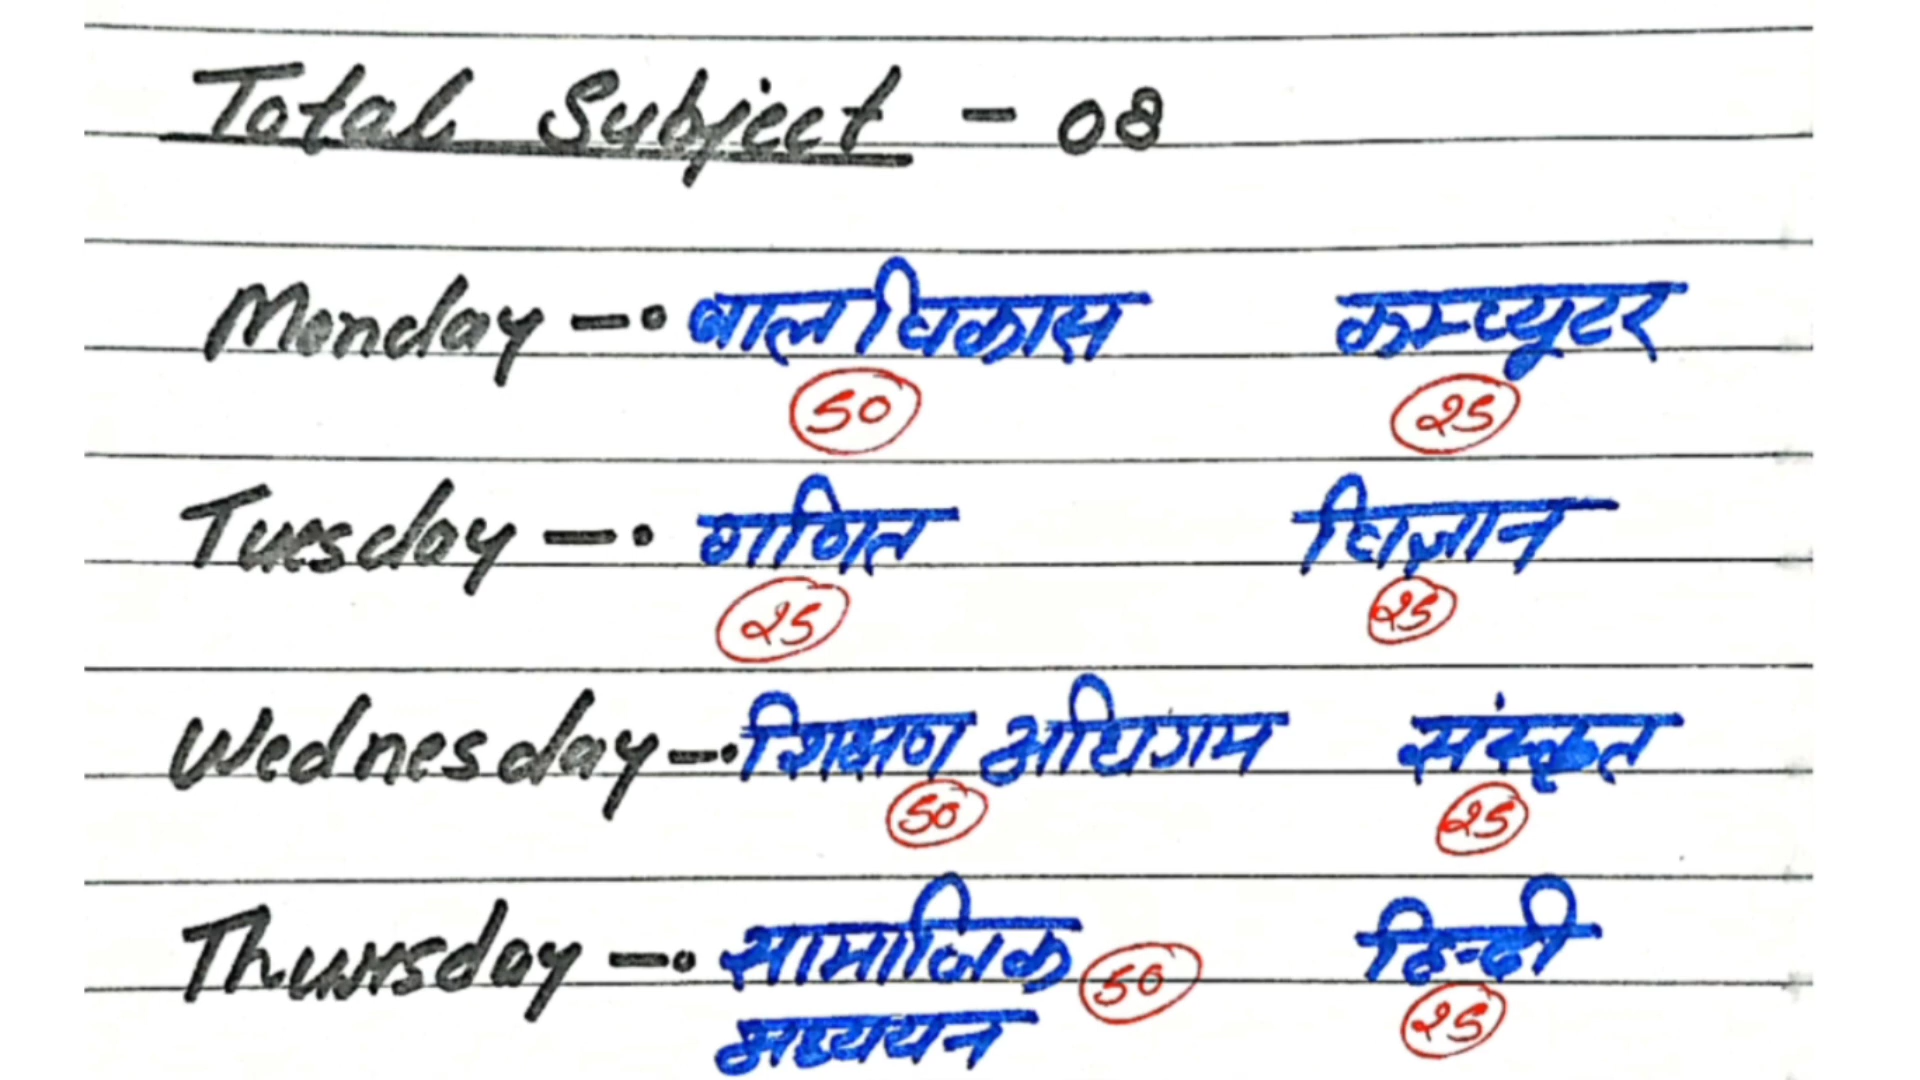 Total Subject - 08
Monday - बाल विकास कम्प्यूटर
50 25
Tuesday - गणित विज्ञान
25 25
Wednesday - शिक्षण अधिगम संस्कृत
50 25
Thursday - सामाजिक 50 हिन्दी
अध्ययन 25